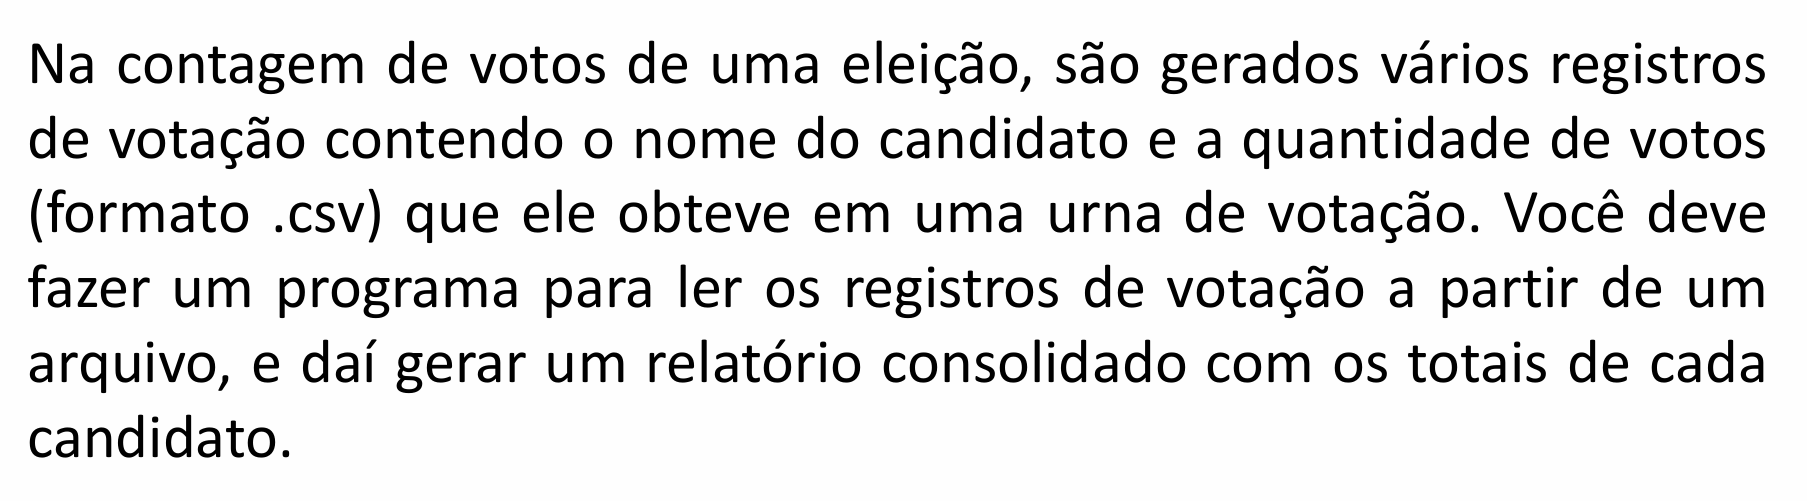 Na contagem de votos de uma eleição, são gerados vários registros
de votação contendo o nome do candidato e a quantidade de votos
(formato .csv) que ele obteve em uma urna de votação. Você deve
fazer um programa para ler os registros de votação a partir de um
arquivo, e daí gerar um relatório consolidado com os totais de cada
candidato.